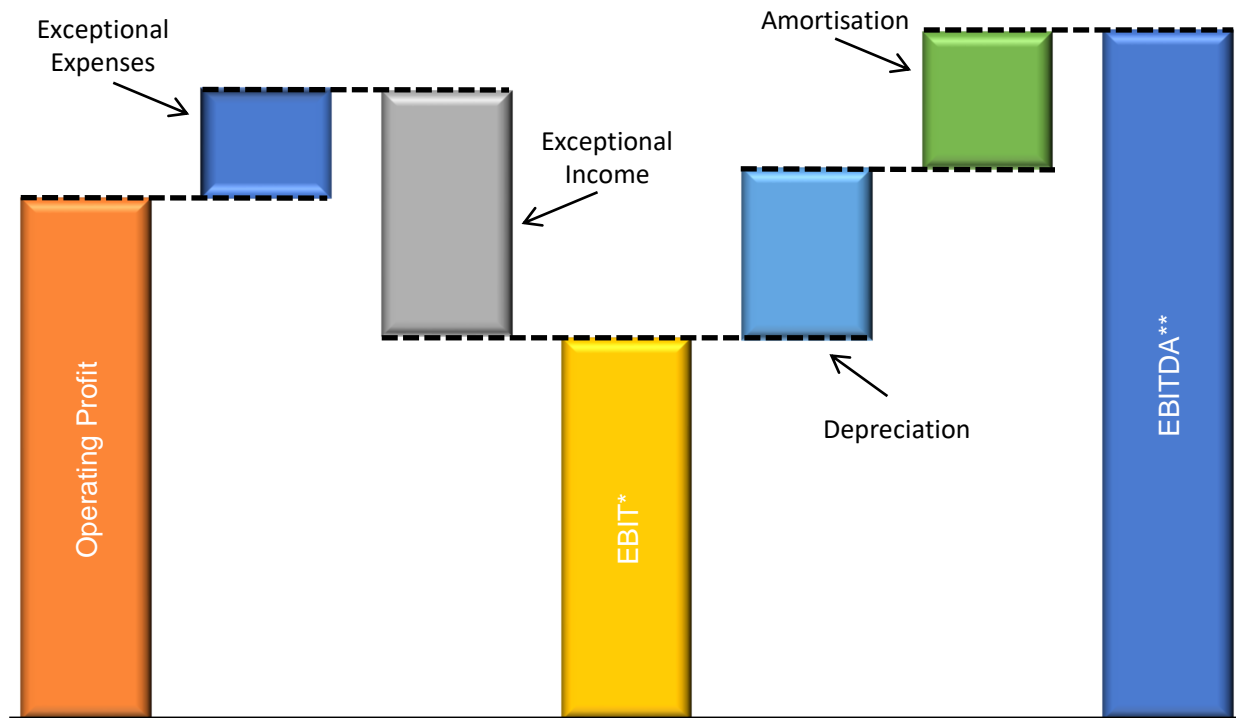 Exceptional
Expenses
Amortisation
Exceptional
Income
Depreciation
Operating Profit
EBIT*
EBITDA**